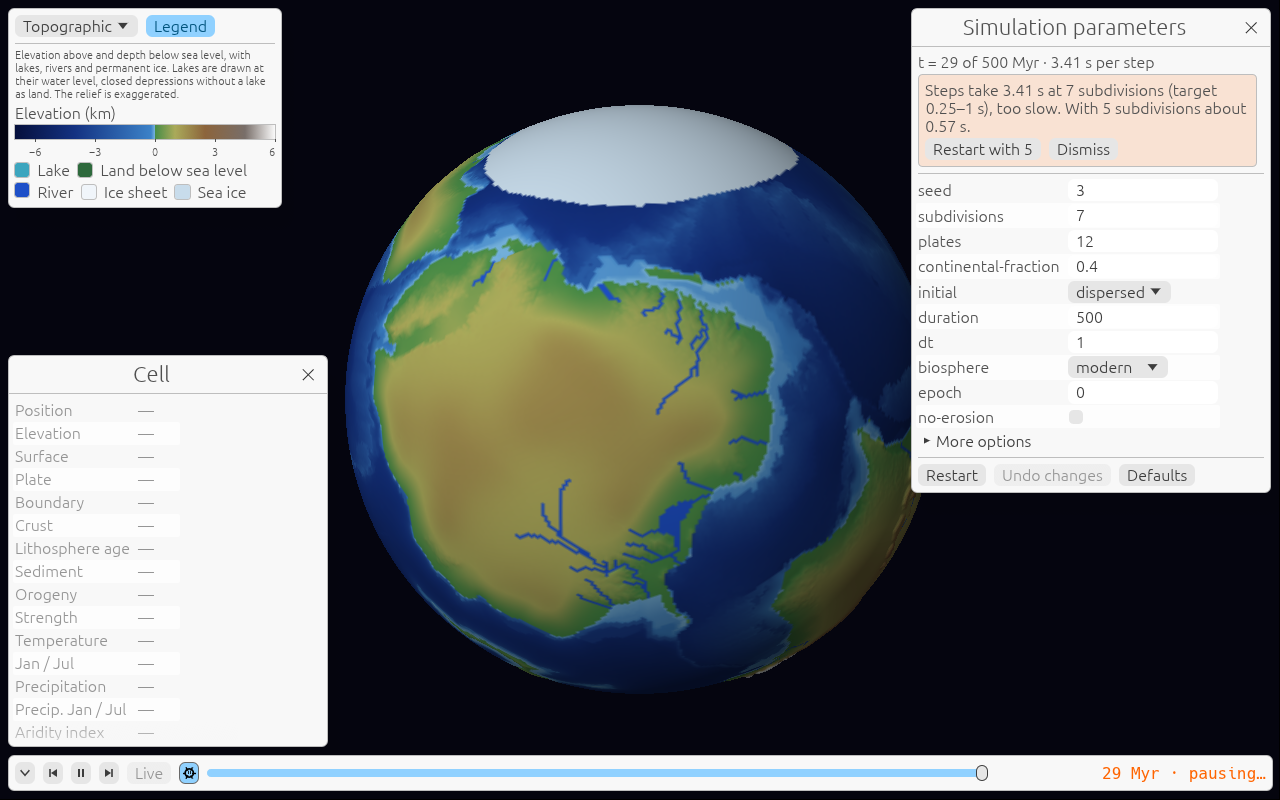 Topographic
Legend
Elevation above and depth below sea level, with
lakes, rivers and permanent ice. Lakes are drawn at
their water level, closed depressions without a lake
as land. The relief is exaggerated.
Elevation (km)
−6 −3 0 3 6
Lake Land below sea level
River Ice sheet Sea ice
Cell
Position —
Elevation —
Surface —
Plate —
Boundary —
Crust —
Lithosphere age —
Sediment —
Orogeny —
Strength —
Temperature —
Jan / Jul —
Precipitation —
Precip. Jan / Jul —
Aridity index —
Simulation parameters
t = 29 of 500 Myr · 3.41 s per step
Steps take 3.41 s at 7 subdivisions (target
0.25–1 s), too slow. With 5 subdivisions about
0.57 s.
Restart with 5 Dismiss
seed 3
subdivisions 7
plates 12
continental-fraction 0.4
initial dispersed
duration 500
dt 1
biosphere modern
epoch 0
no-erosion
More options
Restart Undo changes Defaults
Live
29 Myr · pausing…